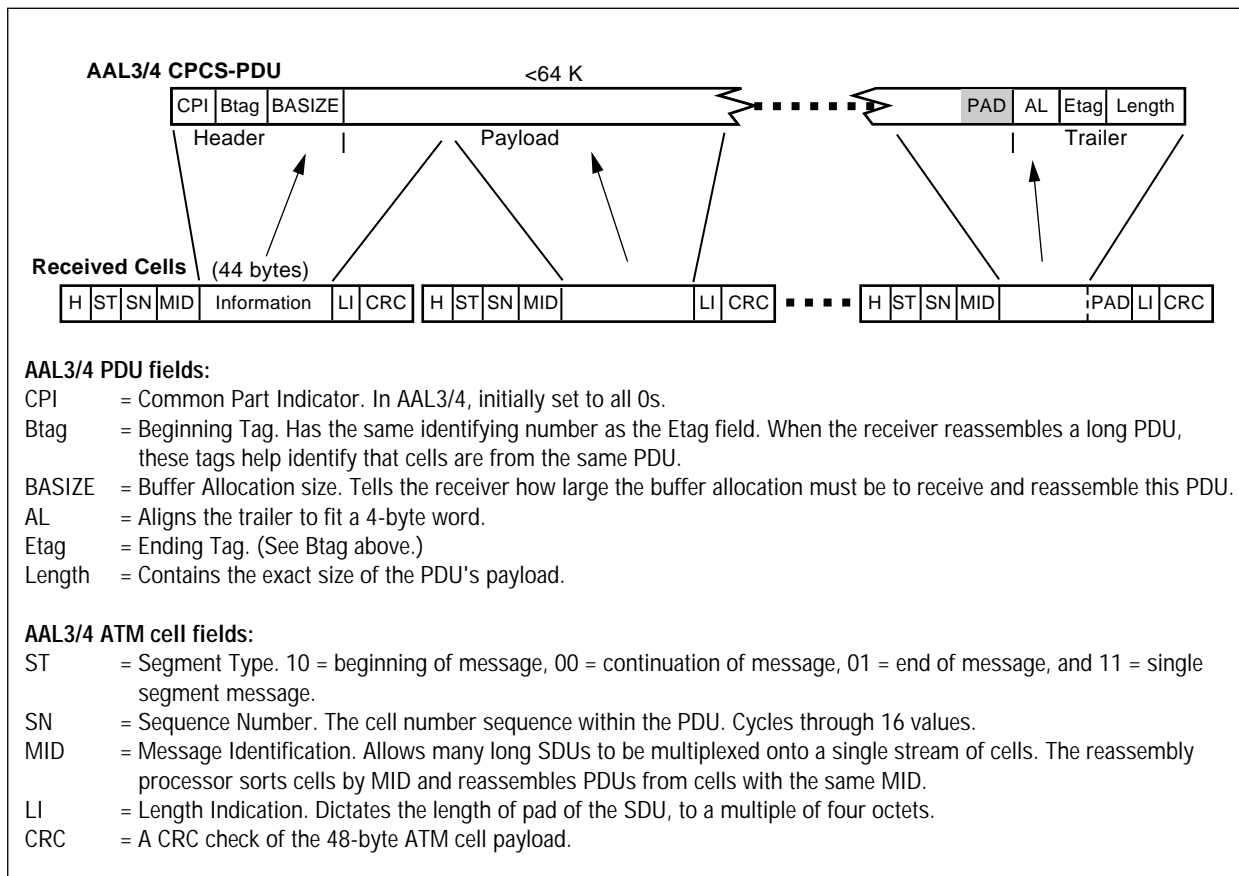 AAL3/4 CPCS-PDU
<64 K
CPI Btag BASIZE PAD AL Etag Length
Header | Payload | Trailer
Received Cells (44 bytes)
H ST SN MID Information LI CRC H ST SN MID LI CRC H ST SN MID PAD LI CRC
AAL3/4 PDU fields:
CPI = Common Part Indicator. In AAL3/4, initially set to all 0s.
Btag = Beginning Tag. Has the same identifying number as the Etag field. When the receiver reassembles a long PDU,
these tags help identify that cells are from the same PDU.
BASIZE = Buffer Allocation size. Tells the receiver how large the buffer allocation must be to receive and reassemble this PDU.
AL = Aligns the trailer to fit a 4-byte word.
Etag = Ending Tag. (See Btag above.)
Length = Contains the exact size of the PDU's payload.
AAL3/4 ATM cell fields:
ST = Segment Type. 10 = beginning of message, 00 = continuation of message, 01 = end of message, and 11 = single
segment message.
SN = Sequence Number. The cell number sequence within the PDU. Cycles through 16 values.
MID = Message Identification. Allows many long SDUs to be multiplexed onto a single stream of cells. The reassembly
processor sorts cells by MID and reassembles PDUs from cells with the same MID.
LI = Length Indication. Dictates the length of pad of the SDU, to a multiple of four octets.
CRC = A CRC check of the 48-byte ATM cell payload.